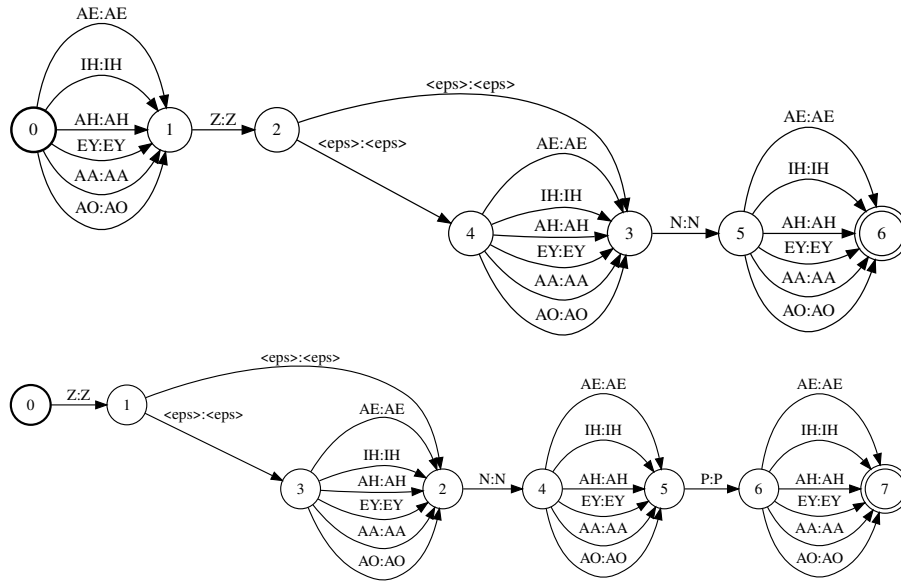 AE:AE
IH:IH
AH:AH
EY:EY
AA:AA
AO:AO
0
1
Z:Z
2
<eps>:<eps>
<eps>:<eps>
4
AE:AE
IH:IH
AH:AH
EY:EY
AA:AA
AO:AO
3
N:N
5
AE:AE
IH:IH
AH:AH
EY:EY
AA:AA
AO:AO
6
0
Z:Z
1
<eps>:<eps>
<eps>:<eps>
3
AE:AE
IH:IH
AH:AH
EY:EY
AA:AA
AO:AO
2
N:N
4
AE:AE
IH:IH
AH:AH
EY:EY
AA:AA
AO:AO
5
P:P
6
AE:AE
IH:IH
AH:AH
EY:EY
AA:AA
AO:AO
7